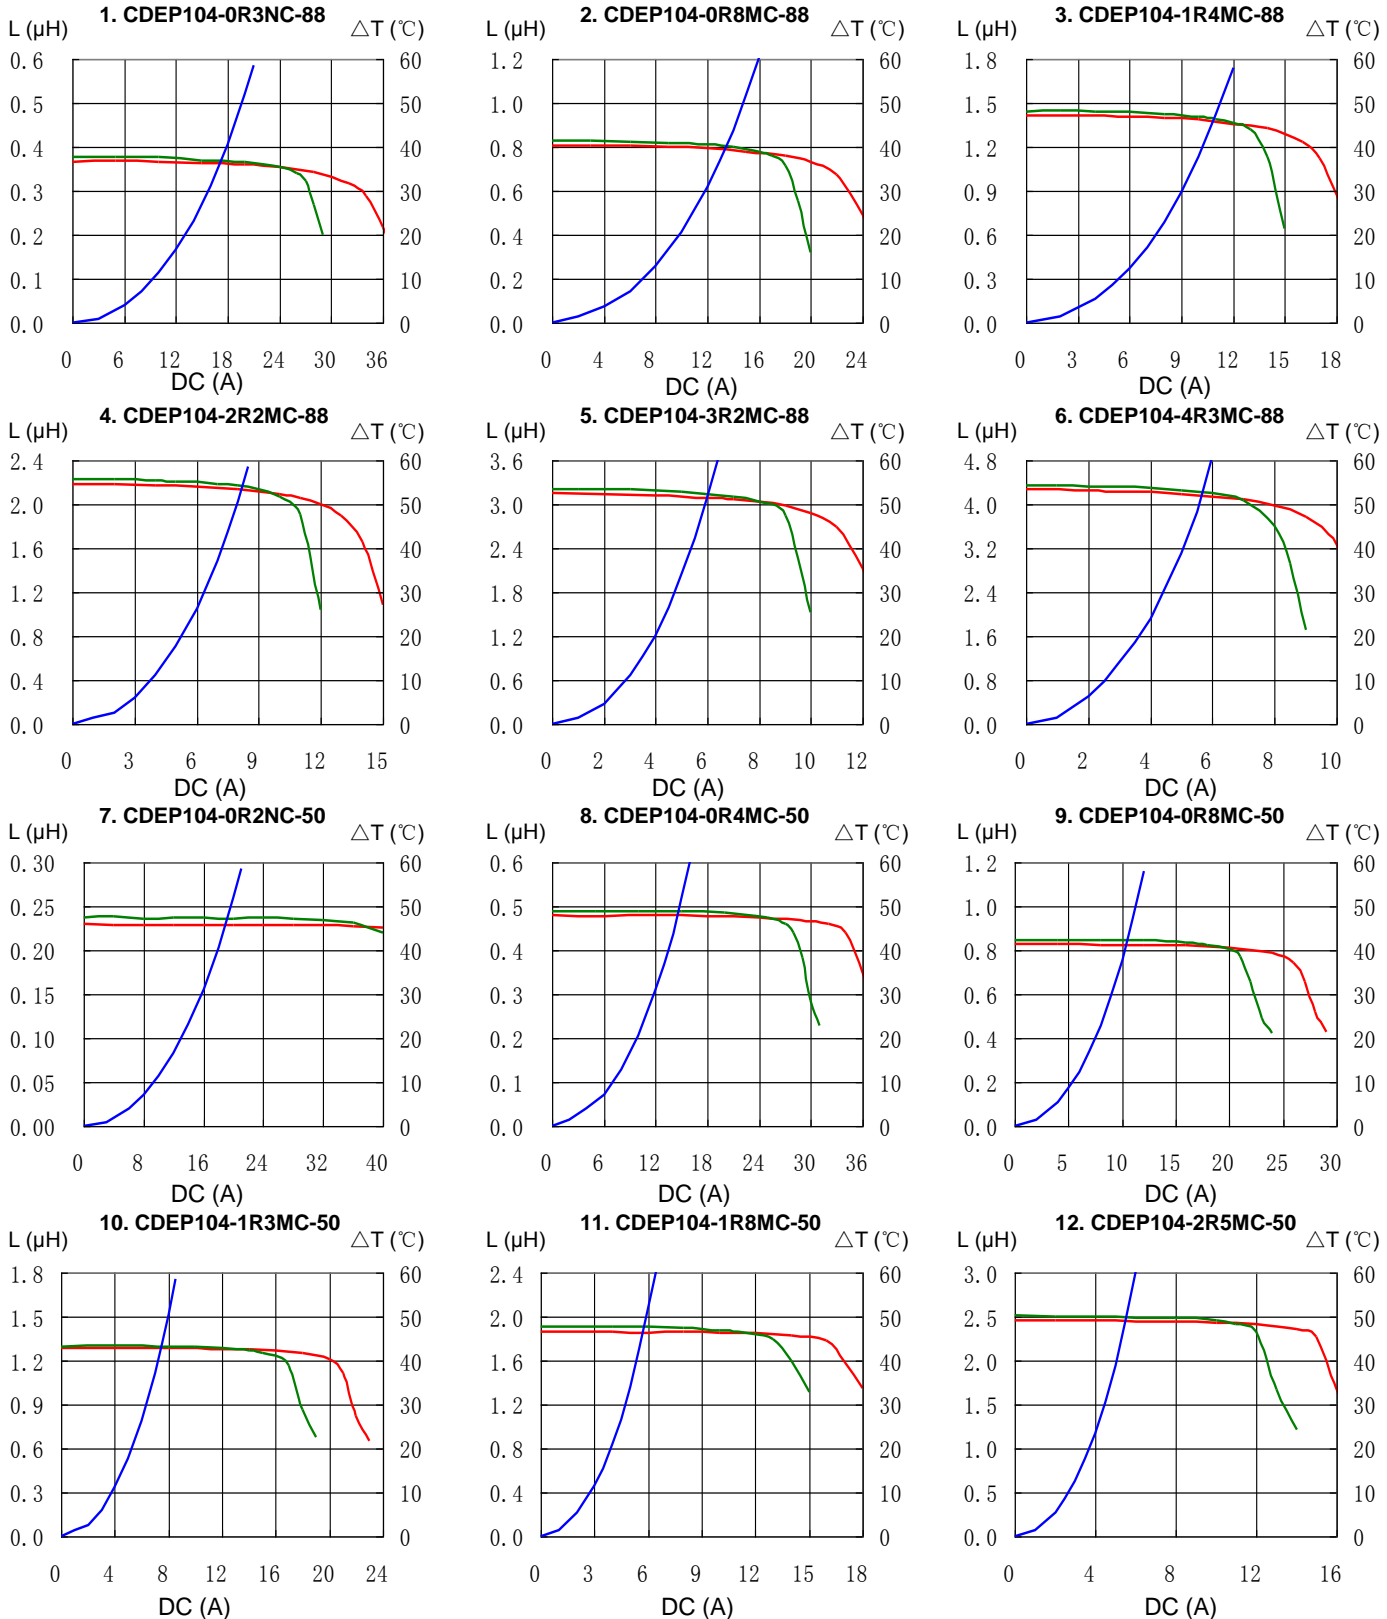 1. CDEP104-0R3NC-88
L (µH) △T (℃)
0.6 60
0.5 50
0.4 40
0.3 30
0.2 20
0.1 10
0.0 0
0 6 12 18 24 30 36
DC (A)
2. CDEP104-0R8MC-88
L (µH) △T (℃)
1.2 60
1.0 50
0.8 40
0.6 30
0.4 20
0.2 10
0.0 0
0 4 8 12 16 20 24
DC (A)
3. CDEP104-1R4MC-88
L (µH) △T (℃)
1.8 60
1.5 50
1.2 40
0.9 30
0.6 20
0.3 10
0.0 0
0 3 6 9 12 15 18
DC (A)
4. CDEP104-2R2MC-88
L (µH) △T (℃)
2.4 60
2.0 50
1.6 40
1.2 30
0.8 20
0.4 10
0.0 0
0 3 6 9 12 15
DC (A)
5. CDEP104-3R2MC-88
L (µH) △T (℃)
3.6 60
3.0 50
2.4 40
1.8 30
1.2 20
0.6 10
0.0 0
0 2 4 6 8 10 12
DC (A)
6. CDEP104-4R3MC-88
L (µH) △T (℃)
4.8 60
4.0 50
3.2 40
2.4 30
1.6 20
0.8 10
0.0 0
0 2 4 6 8 10
DC (A)
7. CDEP104-0R2NC-50
L (µH) △T (℃)
0.30 60
0.25 50
0.20 40
0.15 30
0.10 20
0.05 10
0.00 0
0 8 16 24 32 40
DC (A)
8. CDEP104-0R4MC-50
L (µH) △T (℃)
0.6 60
0.5 50
0.4 40
0.3 30
0.2 20
0.1 10
0.0 0
0 6 12 18 24 30 36
DC (A)
9. CDEP104-0R8MC-50
L (µH) △T (℃)
1.2 60
1.0 50
0.8 40
0.6 30
0.4 20
0.2 10
0.0 0
0 5 10 15 20 25 30
DC (A)
10. CDEP104-1R3MC-50
L (µH) △T (℃)
1.8 60
1.5 50
1.2 40
0.9 30
0.6 20
0.3 10
0.0 0
0 4 8 12 16 20 24
DC (A)
11. CDEP104-1R8MC-50
L (µH) △T (℃)
2.4 60
2.0 50
1.6 40
1.2 30
0.8 20
0.4 10
0.0 0
0 3 6 9 12 15 18
DC (A)
12. CDEP104-2R5MC-50
L (µH) △T (℃)
3.0 60
2.5 50
2.0 40
1.5 30
1.0 20
0.5 10
0.0 0
0 4 8 12 16
DC (A)